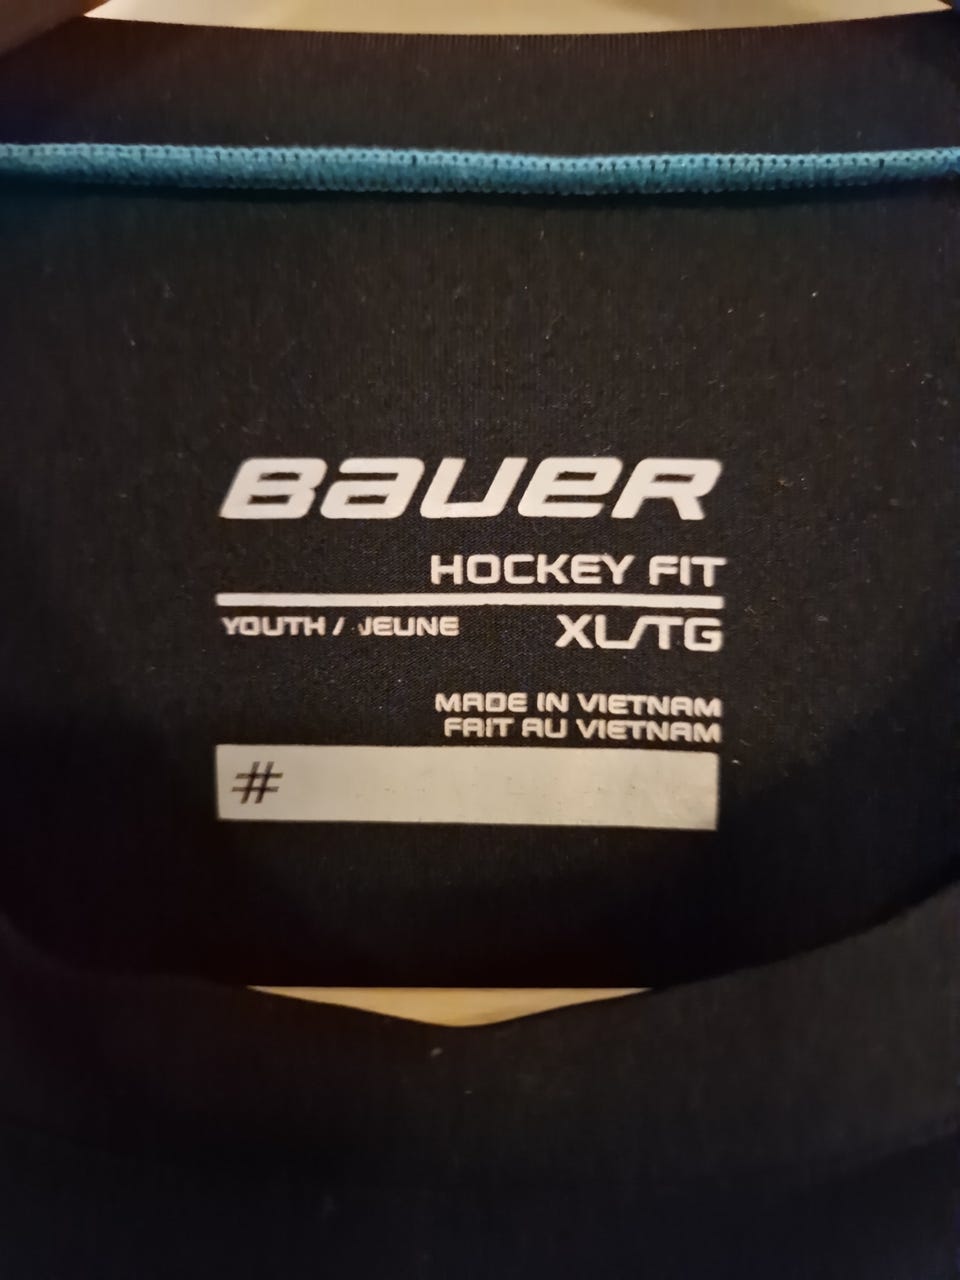 BAUER
HOCKEY FIT
YOUTH / JEUNE XL/TG
MADE IN VIETNAM
FAIT AU VIETNAM
#